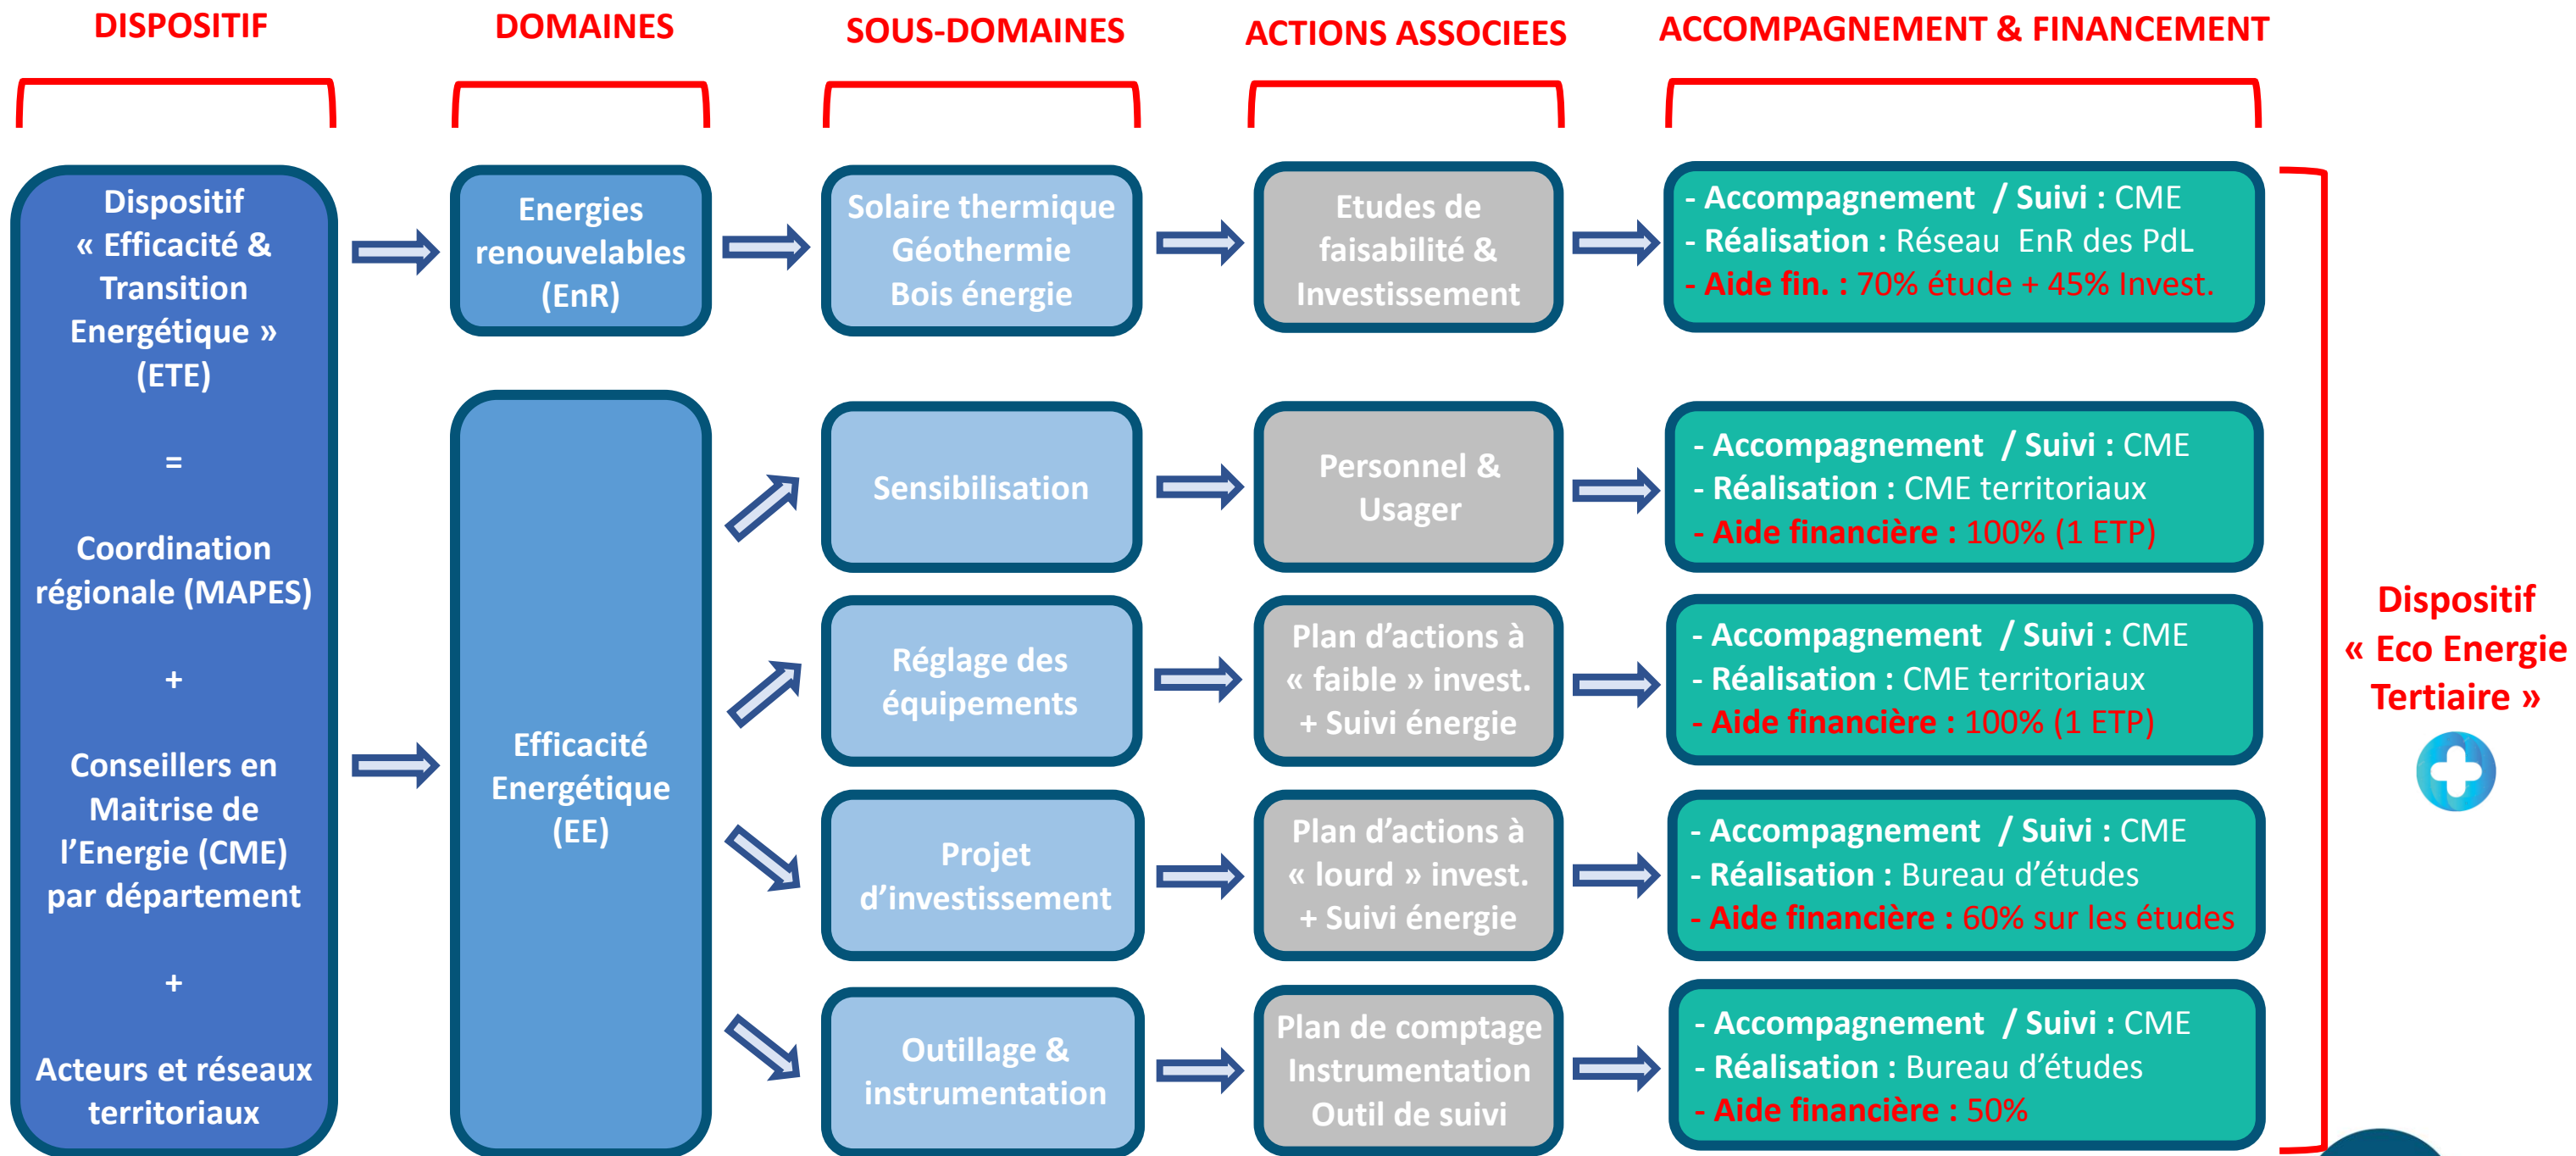 DISPOSITIF
DOMAINES
SOUS-DOMAINES
ACTIONS ASSOCIEES
ACCOMPAGNEMENT & FINANCEMENT
Dispositif
« Efficacité &
Transition
Energétique »
(ETE)
=
Coordination
régionale (MAPES)
+
Conseillers en
Maitrise de
l’Energie (CME)
par département
+
Acteurs et réseaux
territoriaux
Energies
renouvelables
(EnR)
Solaire thermique
Géothermie
Bois énergie
Etudes de
faisabilité &
Investissement
- Accompagnement / Suivi : CME
- Réalisation : Réseau EnR des PdL
- Aide fin. : 70% étude + 45% Invest.
Efficacité
Energétique
(EE)
Sensibilisation
Personnel &
Usager
- Accompagnement / Suivi : CME
- Réalisation : CME territoriaux
- Aide financière : 100% (1 ETP)
Réglage des
équipements
Plan d’actions à
« faible » invest.
+ Suivi énergie
- Accompagnement / Suivi : CME
- Réalisation : CME territoriaux
- Aide financière : 100% (1 ETP)
Projet
d’investissement
Plan d’actions à
« lourd » invest.
+ Suivi énergie
- Accompagnement / Suivi : CME
- Réalisation : Bureau d’études
- Aide financière : 60% sur les études
Outillage &
instrumentation
Plan de comptage
Instrumentation
Outil de suivi
- Accompagnement / Suivi : CME
- Réalisation : Bureau d’études
- Aide financière : 50%
Dispositif
« Eco Energie
Tertiaire »